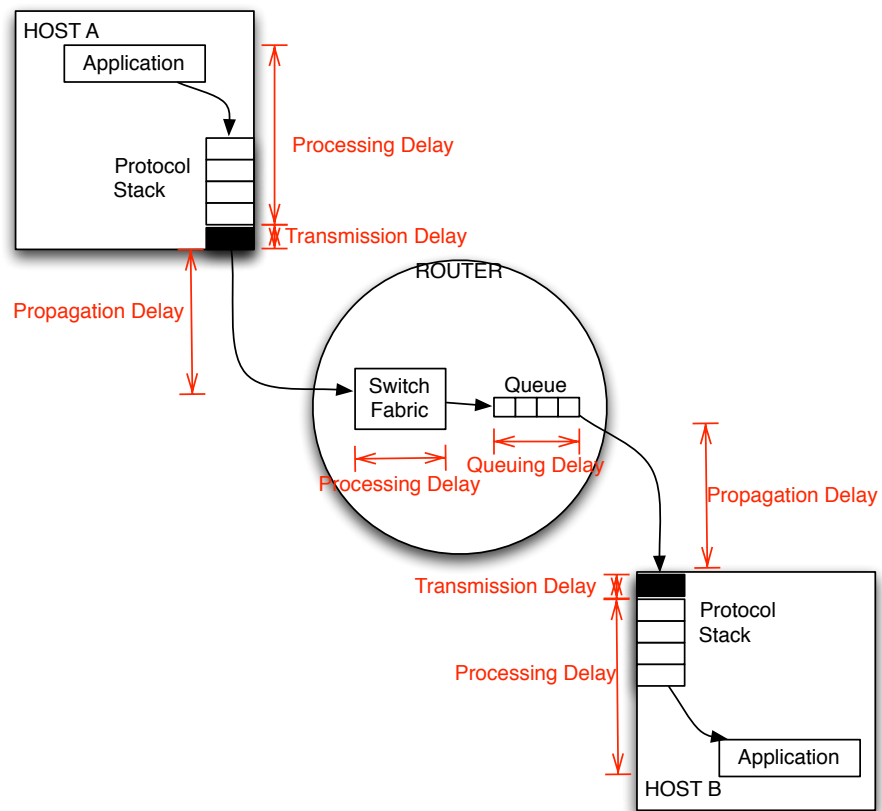 HOST A
Application
Processing Delay
Protocol
Stack
Transmission Delay
ROUTER
Propagation Delay
Switch
Fabric
Queue
Processing Delay
Queuing Delay
Propagation Delay
Transmission Delay
Protocol
Stack
Processing Delay
Application
HOST B